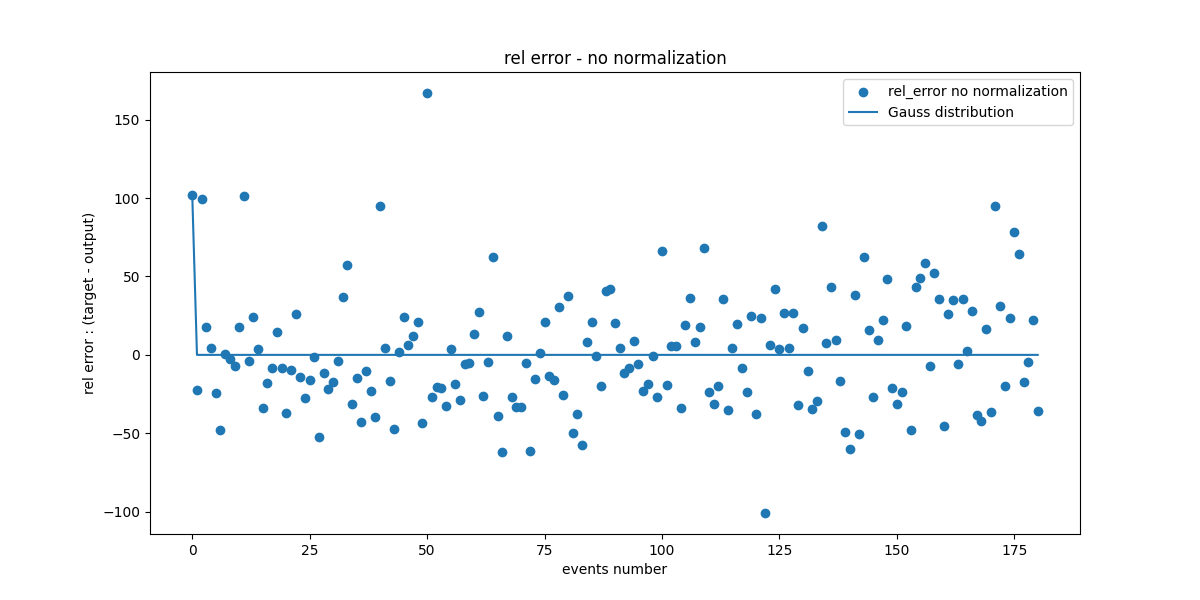 rel error - no normalization
rel_error no normalization
Gauss distribution
150
100
50
0
−50
−100
rel error : (target - output)
0
25
50
75
100
125
150
175
events number